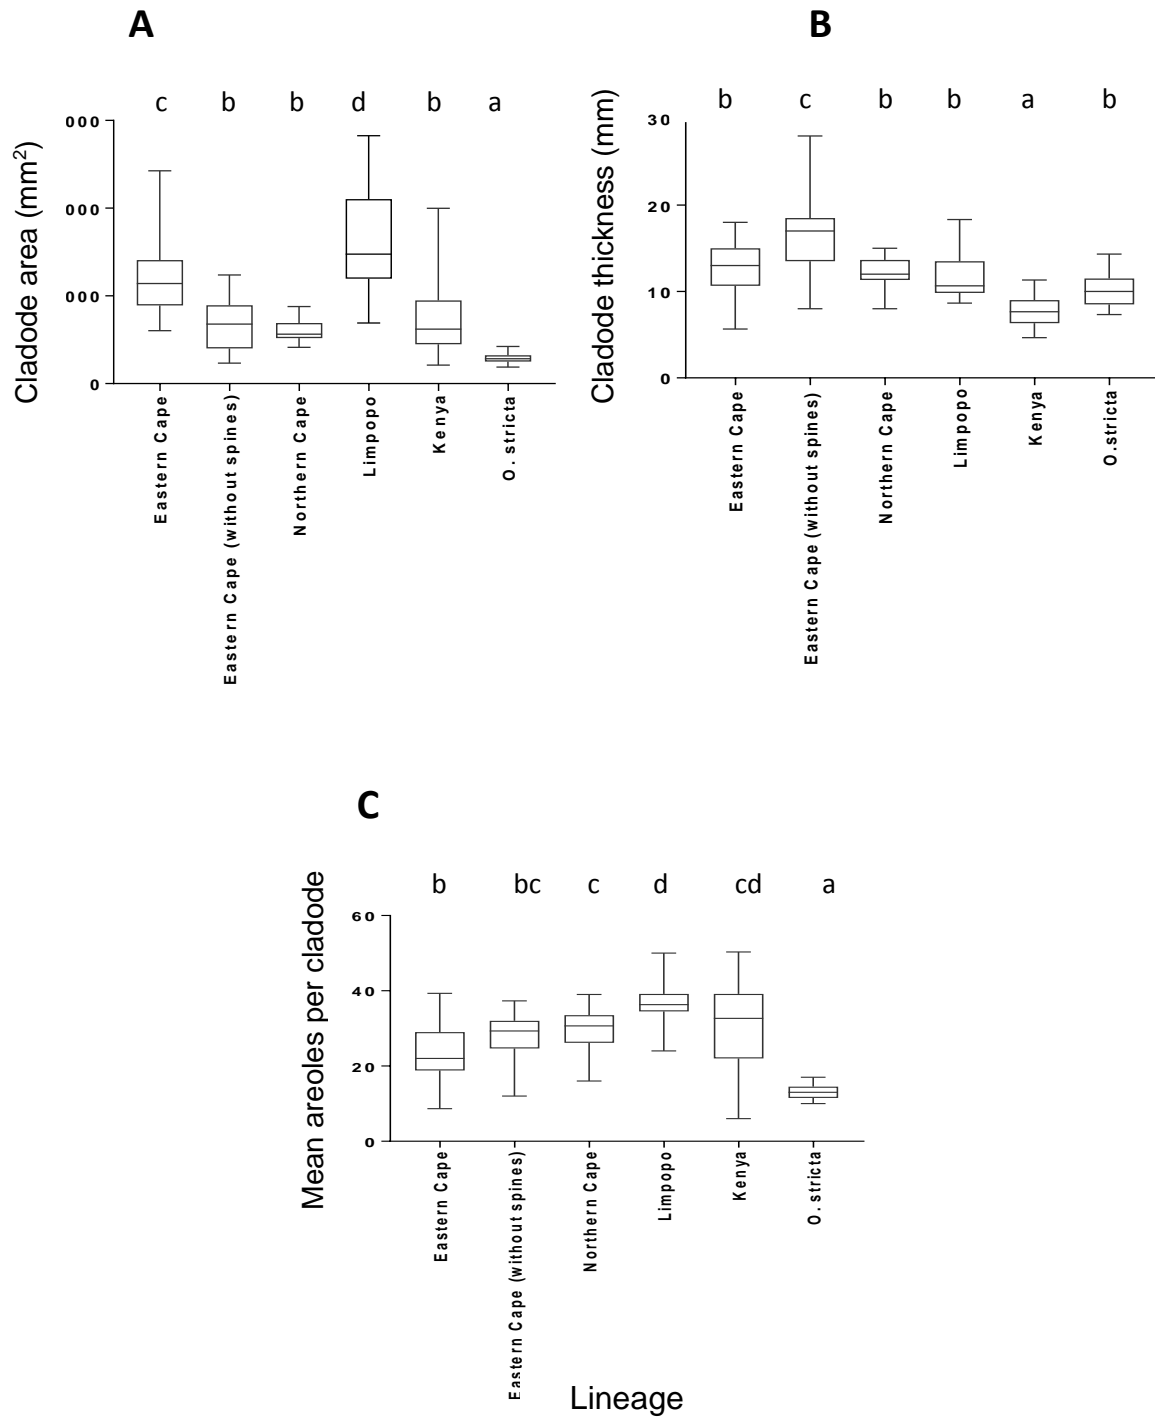 A
c b b d b a
Cladode area (mm²)
000
000
000
0
Eastern Cape
Eastern Cape (without spines)
Northern Cape
Limpopo
Kenya
O. stricta
B
b c b b a b
Cladode thickness (mm)
30
20
10
0
Eastern Cape
Eastern Cape (without spines)
Northern Cape
Limpopo
Kenya
O.stricta
C
b bc c d cd a
Mean areoles per cladode
60
40
20
0
Eastern Cape
Eastern Cape (without spines)
Northern Cape
Limpopo
Kenya
O. stricta
Lineage